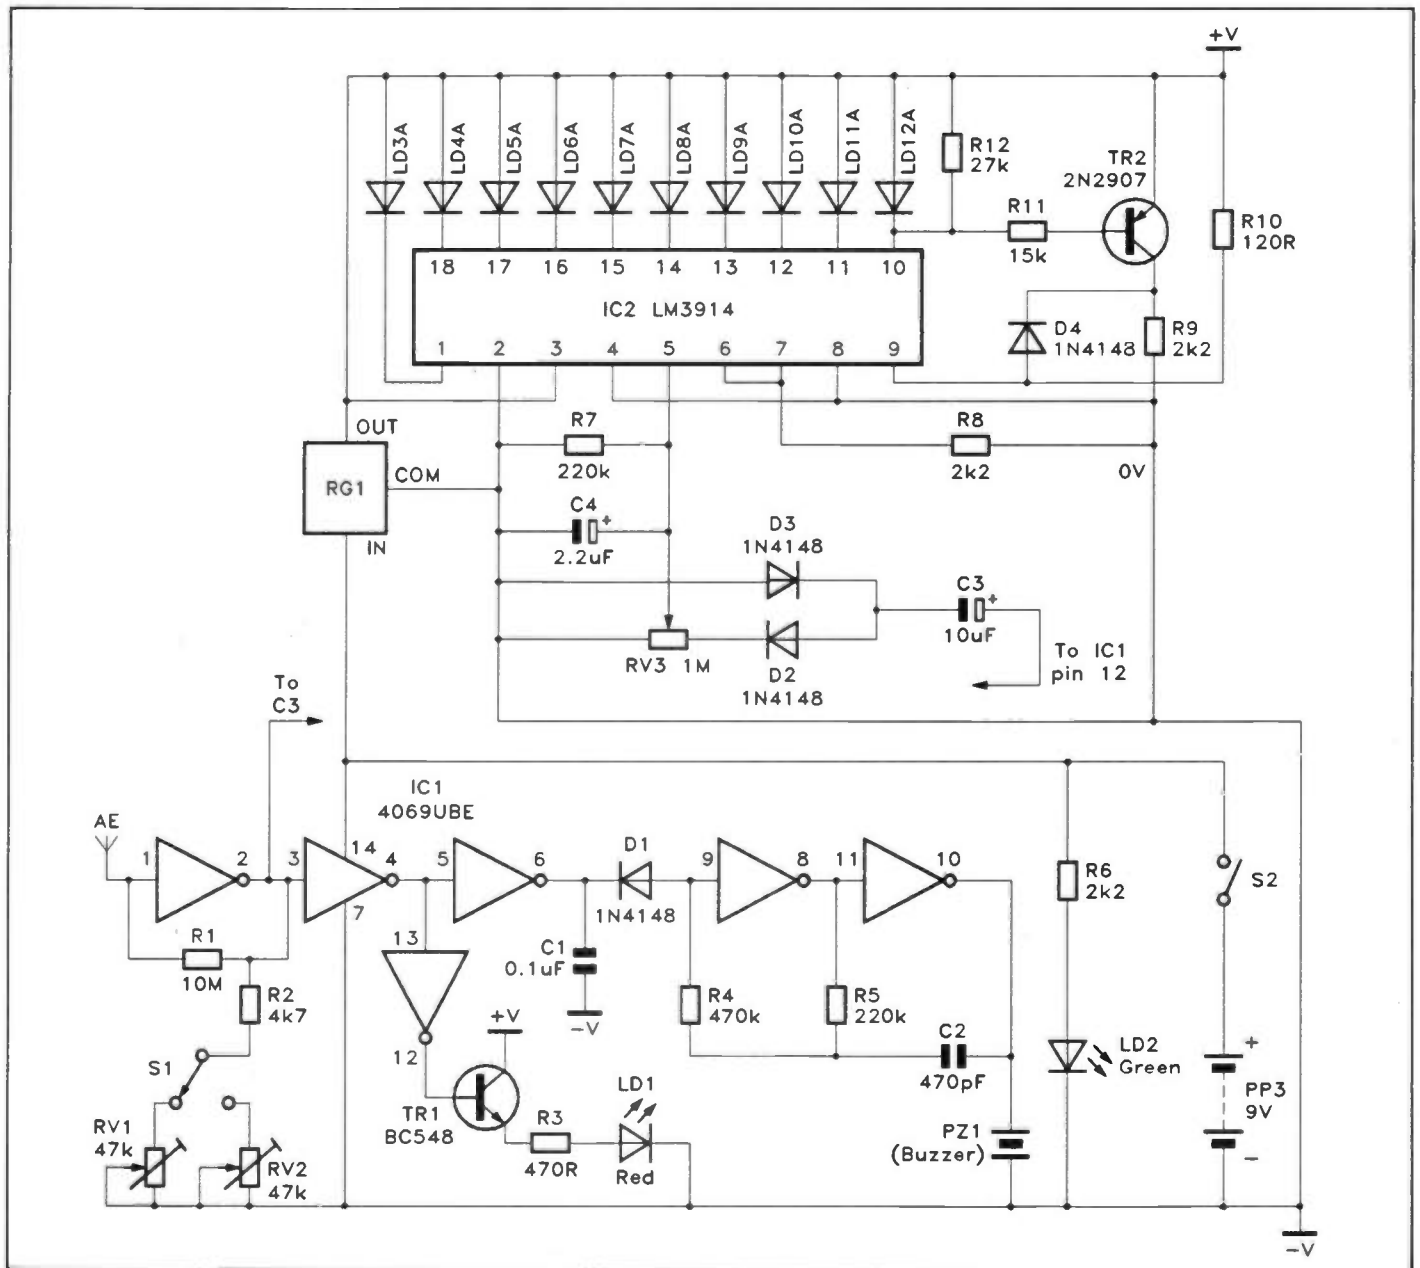 +V
LD3A
LD4A
LD5A
LD6A
LD7A
LD8A
LD9A
LD10A
LD11A
LD12A
R12
27k
TR2
2N2907
R11
15k
R10
120R
18 17 16 15 14 13 12 11 10
IC2 LM3914
1 2 3 4 5 6 7 8 9
D4
1N4148
R9
2k2
OUT
RG1
COM
IN
R7
220k
R8
2k2
0V
C4
+
2.2uF
D3
1N4148
C3
+
10uF
RV3 1M
D2
1N4148
To IC1
pin 12
To
C3
IC1
4069UBE
AE
1
2
3
14
4
7
5
6
D1
1N4148
9
8
11
10
R6
2k2
S2
R1
10M
13
C1
0.1uF
-V
R2
4k7
R4
470k
R5
220k
C2
470pF
12
+V
S1
TR1
BC548
R3
470R
LD1
Red
LD2
Green
+
PP3
9V
-
RV1
47k
RV2
47k
PZ1
(Buzzer)
-V